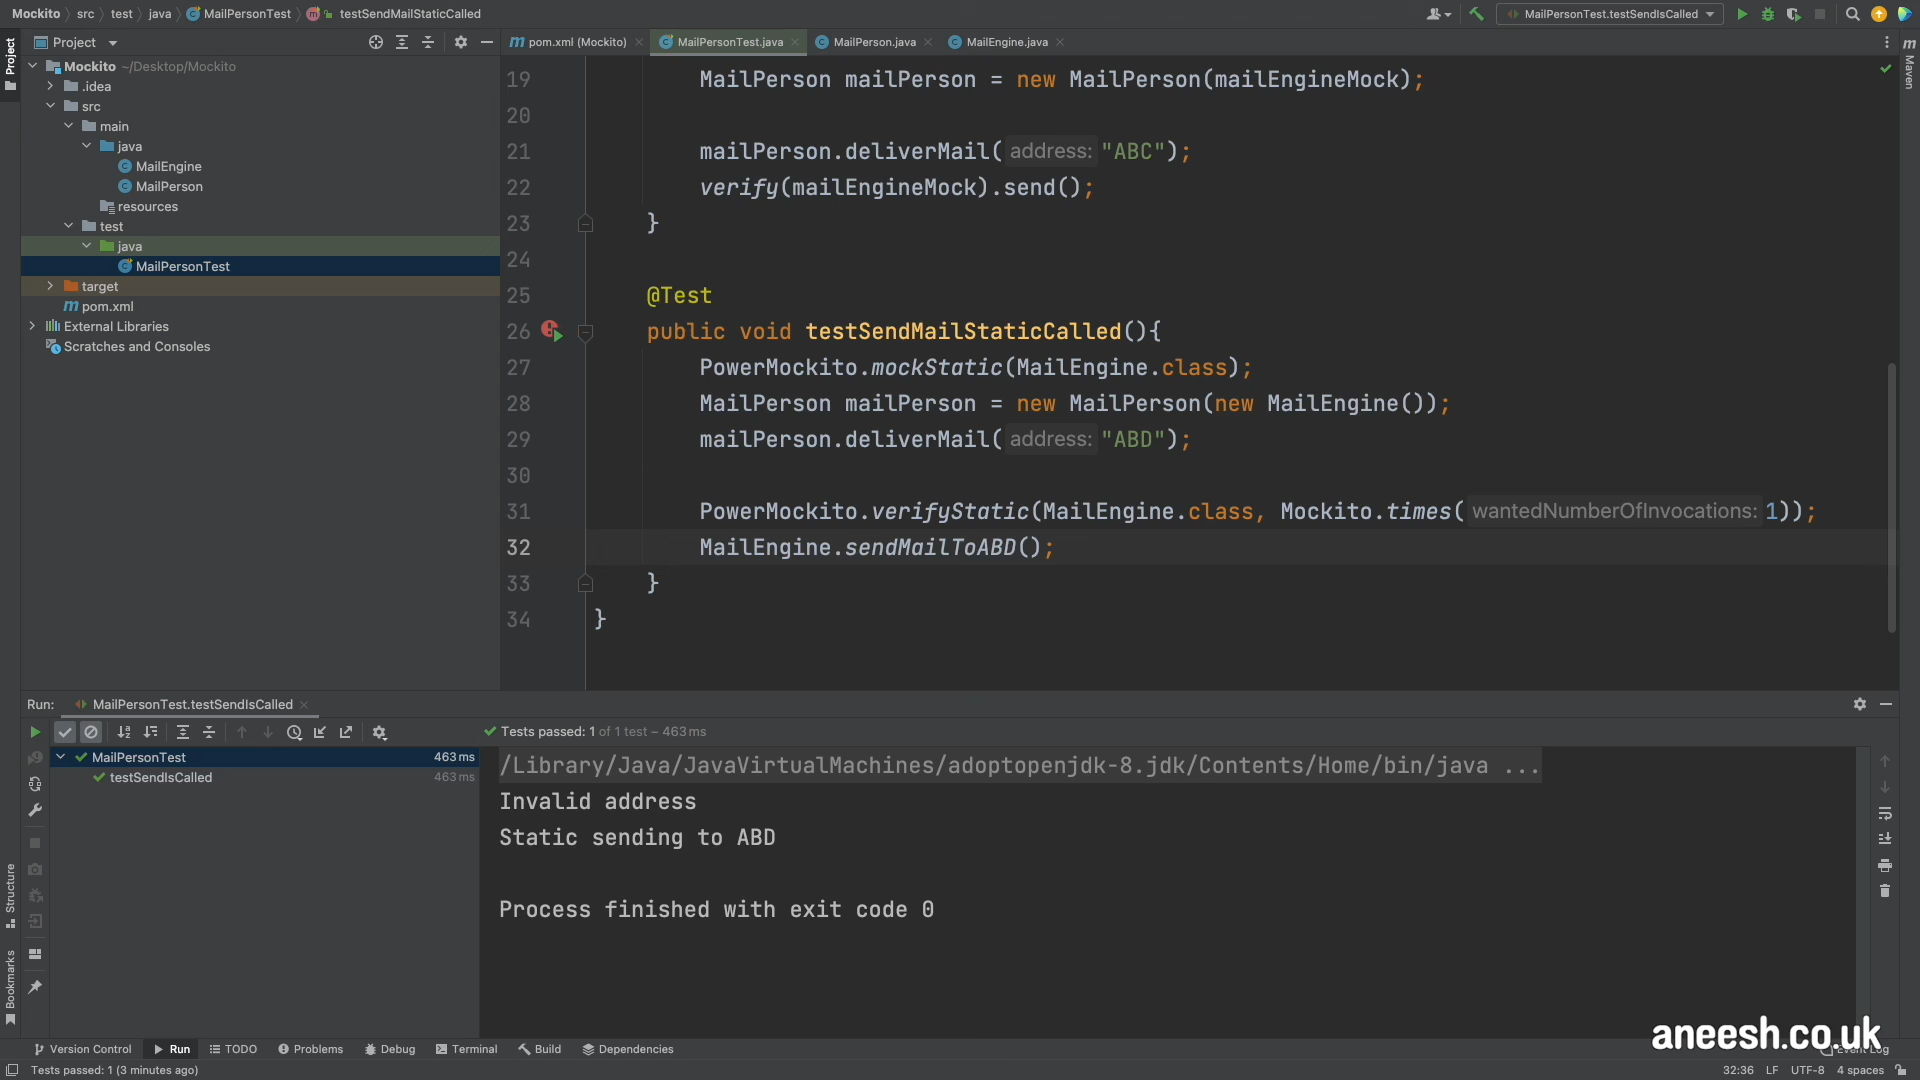 Mockito src test java MailPersonTest testSendMailStaticCalled
MailPersonTest.testSendIsCalled
Project
pom.xml (Mockito) MailPersonTest.java MailPerson.java MailEngine.java
Project
Maven
Mockito ~/Desktop/Mockito
.idea
src
main
java
MailEngine
MailPerson
resources
test
java
MailPersonTest
target
pom.xml
External Libraries
Scratches and Consoles
19 MailPerson mailPerson = new MailPerson(mailEngineMock);
20
21 mailPerson.deliverMail( address: "ABC");
22 verify(mailEngineMock).send();
23 }
24
25 @Test
26 public void testSendMailStaticCalled(){
27 PowerMockito.mockStatic(MailEngine.class);
28 MailPerson mailPerson = new MailPerson(new MailEngine());
29 mailPerson.deliverMail( address: "ABD");
30
31 PowerMockito.verifyStatic(MailEngine.class, Mockito.times( wantedNumberOfInvocations: 1));
32 MailEngine.sendMailToABD();
33 }
34 }
Run: MailPersonTest.testSendIsCalled
Tests passed: 1 of 1 test – 463 ms
MailPersonTest 463 ms
testSendIsCalled 463 ms
/Library/Java/JavaVirtualMachines/adoptopenjdk-8.jdk/Contents/Home/bin/java ...
Invalid address
Static sending to ABD
Process finished with exit code 0
Structure
Bookmarks
aneesh.co.uk
Version Control Run TODO Problems Debug Terminal Build Dependencies Event Log
Tests passed: 1 (3 minutes ago)
32:36 LF UTF-8 4 spaces